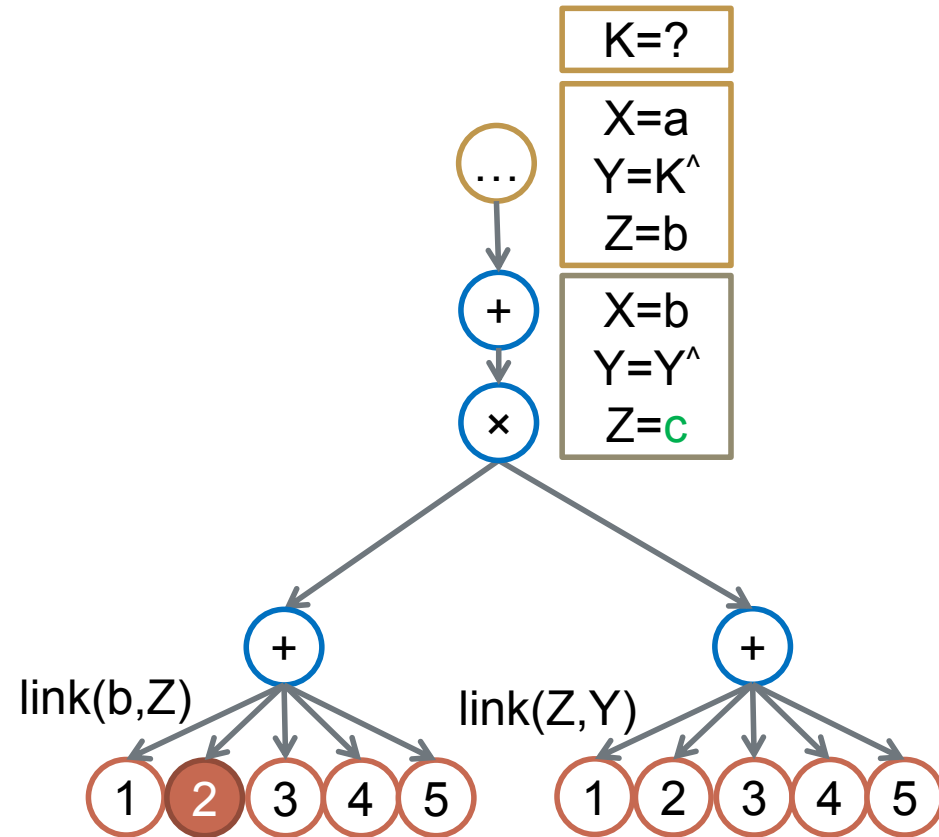 K=?
X=a
Y=K^
Z=b
...
+
X=b
Y=Y^
Z=c
×
+
+
link(b,Z)
link(Z,Y)
1 2 3 4 5
1 2 3 4 5